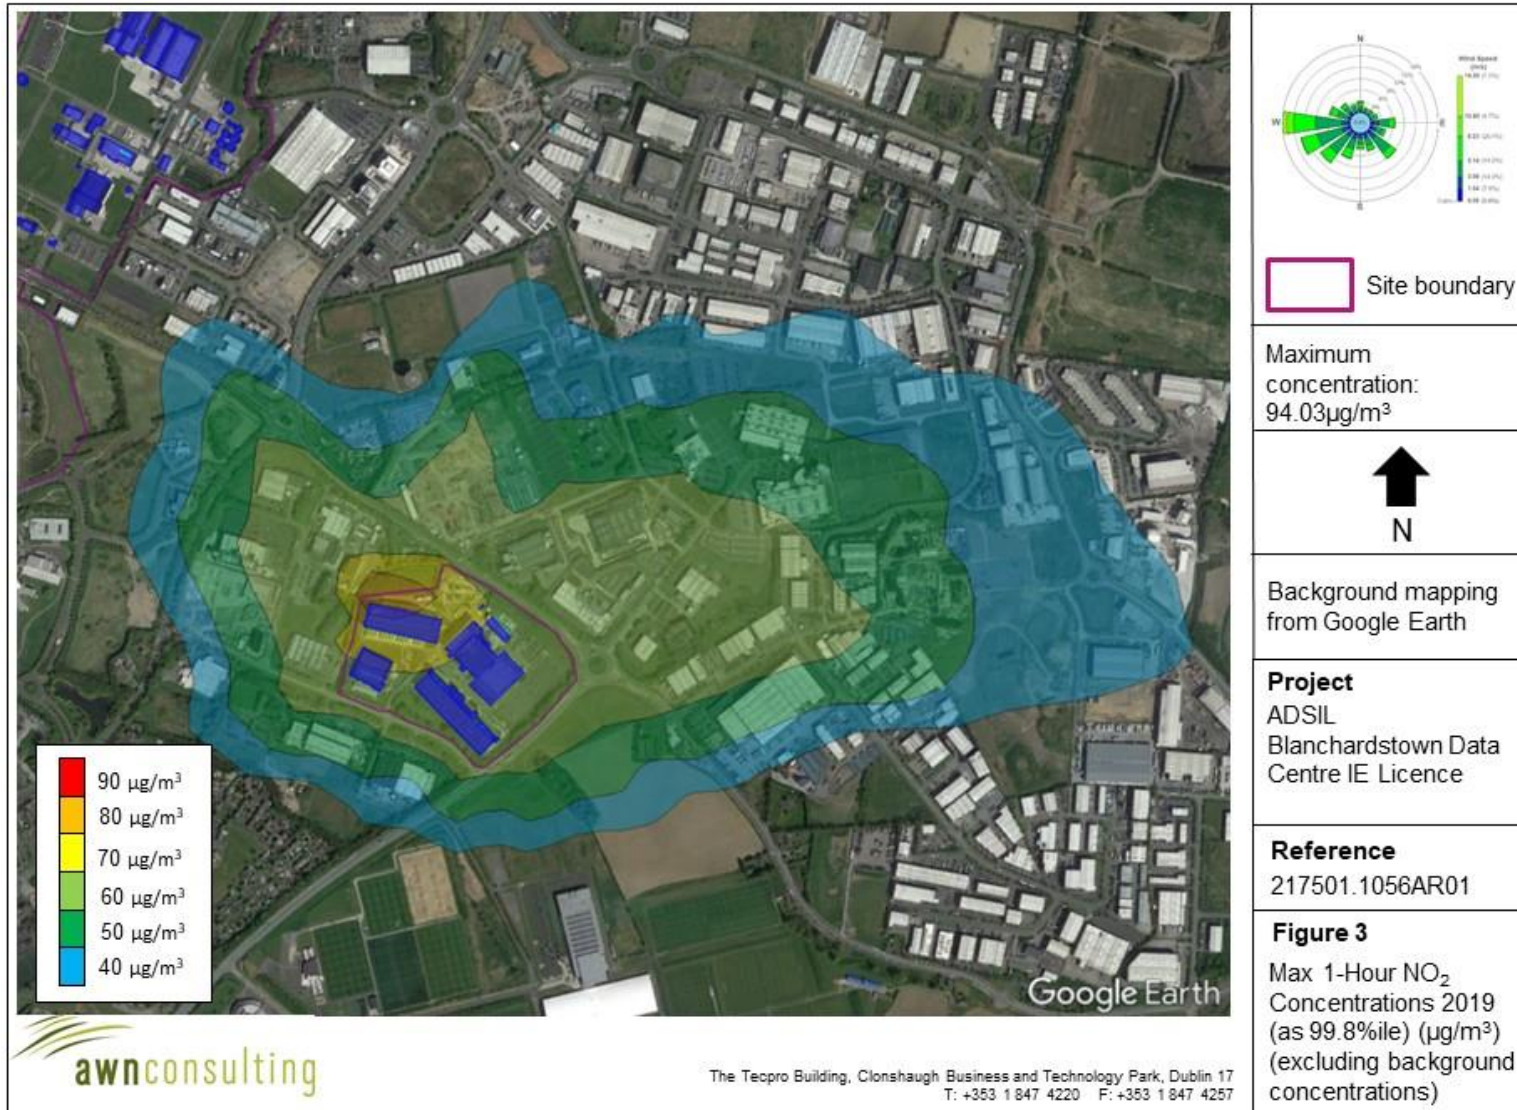 N
W
E
S
Wind Speed
(m/s)
Site boundary
Maximum
concentration:
94.03µg/m³
N
Background mapping
from Google Earth
Project
ADSIL
Blanchardstown Data
Centre IE Licence
Reference
217501.1056AR01
Figure 3
Max 1-Hour NO₂
Concentrations 2019
(as 99.8%ile) (µg/m³)
(excluding background
concentrations)
90 µg/m³
80 µg/m³
70 µg/m³
60 µg/m³
50 µg/m³
40 µg/m³
Google Earth
awnconsulting
The Tecpro Building, Clonshaugh Business and Technology Park, Dublin 17
T: +353 1 847 4220 F: +353 1 847 4257